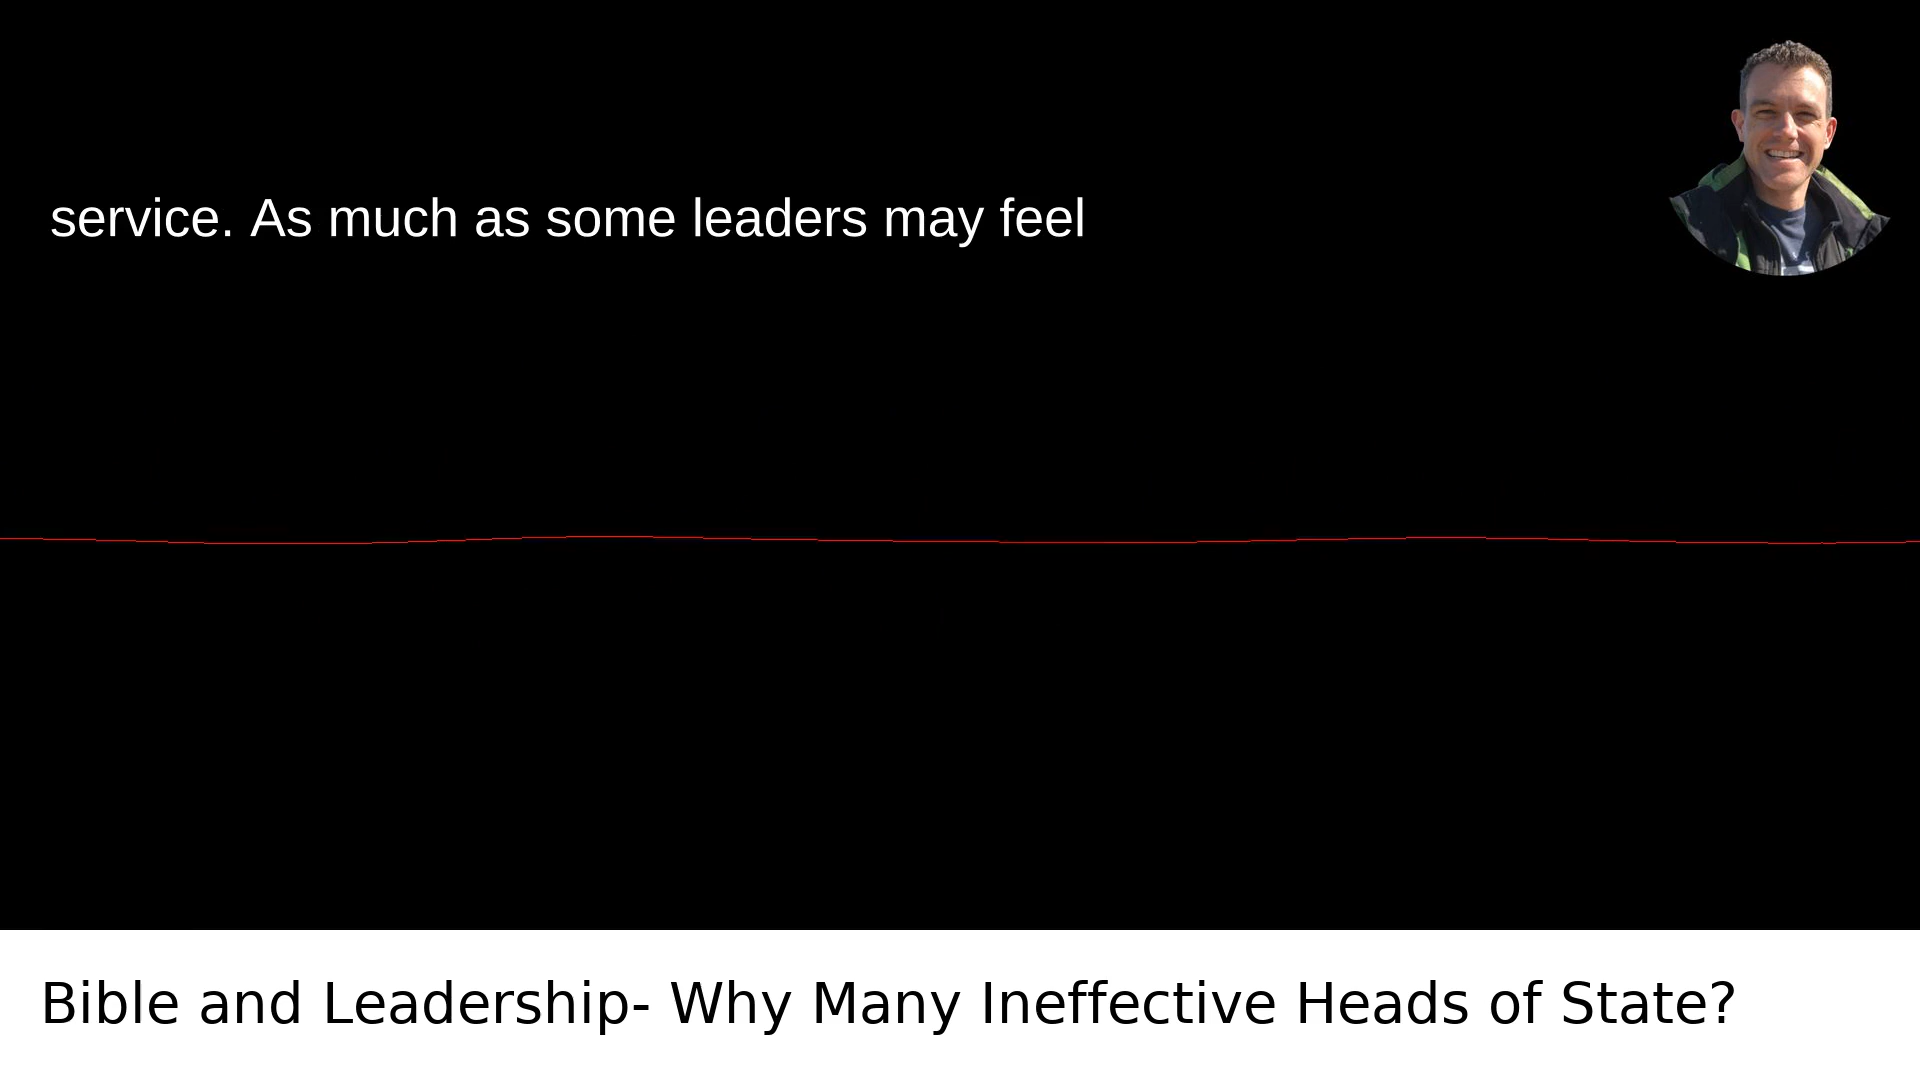 service. As much as some leaders may feel
Bible and Leadership- Why Many Ineffective Heads of State?